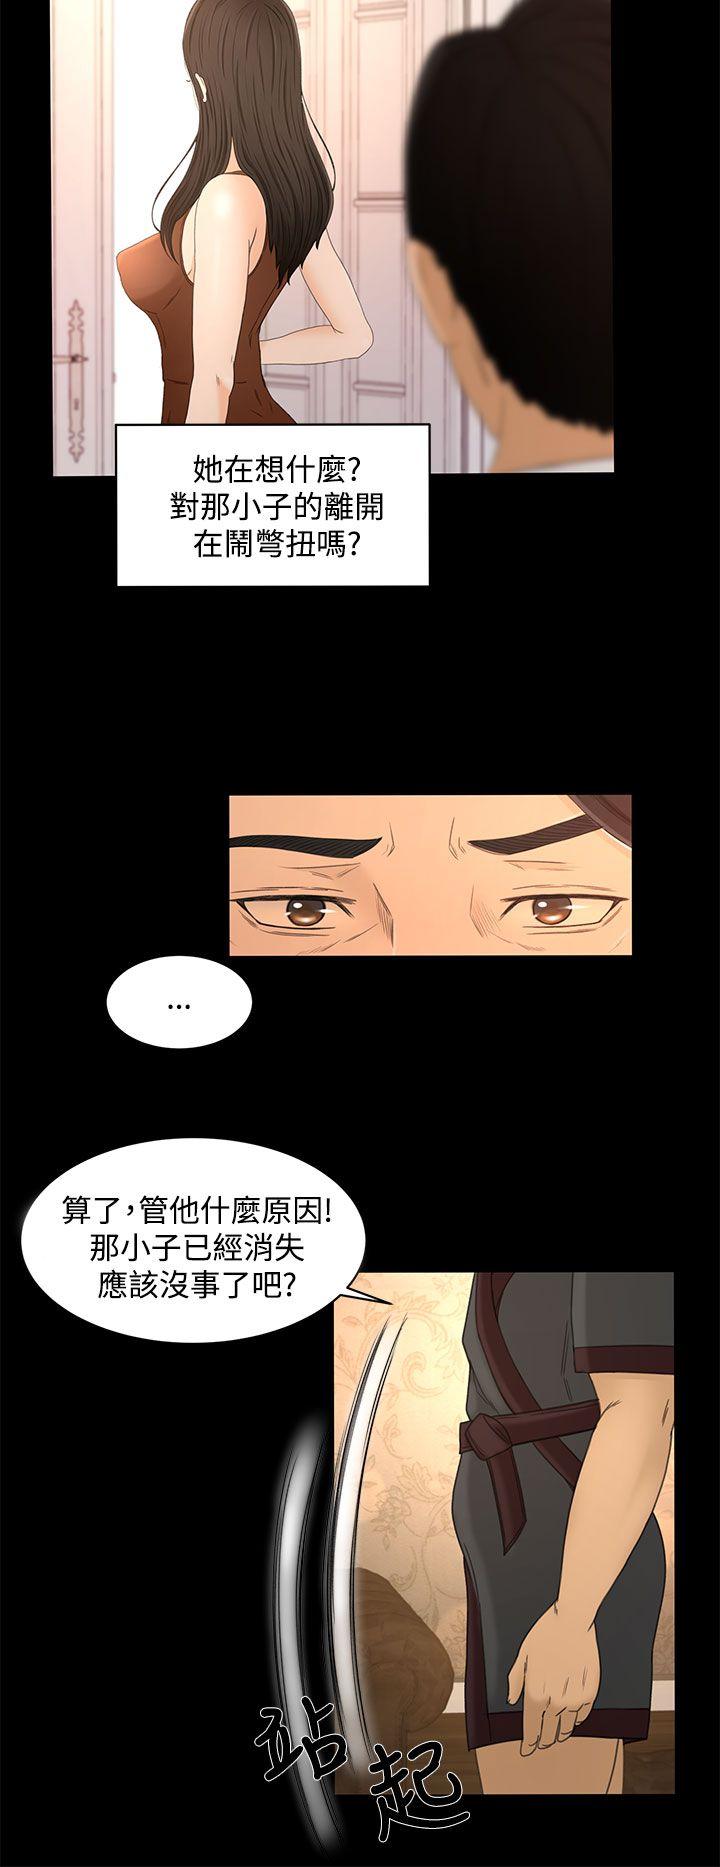 她在想什麼?
對那小子的離開
在鬧彆扭嗎?
...
算了,管他什麼原因!
那小子已經消失
應該沒事了吧?
站起